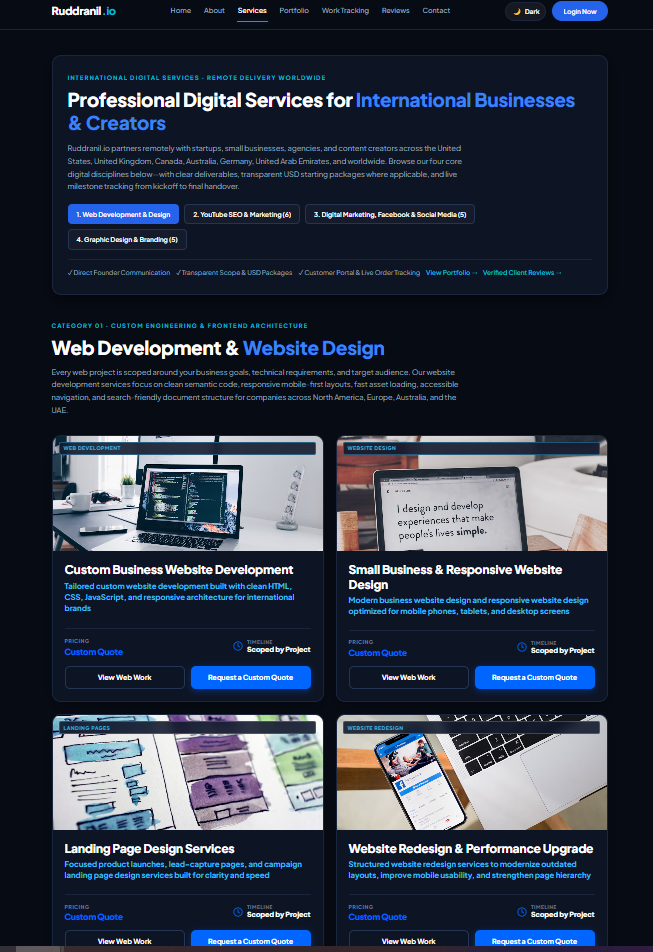 Ruddranil.io
Home About Services Portfolio Work Tracking Reviews Contact
Dark
Login Now
INTERNATIONAL DIGITAL SERVICES · REMOTE DELIVERY WORLDWIDE
Professional Digital Services for International Businesses
& Creators
Ruddranil.io partners remotely with startups, small businesses, agencies, and content creators across the United
States, United Kingdom, Canada, Australia, Germany, United Arab Emirates, and worldwide. Browse our four core
digital disciplines below—with clear deliverables, transparent USD starting packages where applicable, and live
milestone tracking from kickoff to final handover.
1. Web Development & Design
2. YouTube SEO & Marketing (6)
3. Digital Marketing, Facebook & Social Media (5)
4. Graphic Design & Branding (5)
✓ Direct Founder Communication ✓ Transparent Scope & USD Packages ✓ Customer Portal & Live Order Tracking View Portfolio → Verified Client Reviews →
CATEGORY 01 · CUSTOM ENGINEERING & FRONTEND ARCHITECTURE
Web Development & Website Design
Every web project is scoped around your business goals, technical requirements, and target audience. Our website
development services focus on clean semantic code, responsive mobile-first layouts, fast asset loading, accessible
navigation, and search-friendly document structure for companies across North America, Europe, Australia, and the
UAE.
WEB DEVELOPMENT
Custom Business Website Development
Tailored custom website development built with clean HTML,
CSS, JavaScript, and responsive architecture for international
brands
PRICING
Custom Quote
TIMELINE
Scoped by Project
View Web Work
Request a Custom Quote
WEBSITE DESIGN
I design and develop
experiences that make
people's lives simple.
Small Business & Responsive Website
Design
Modern business website design and responsive website design
optimized for mobile phones, tablets, and desktop screens
PRICING
Custom Quote
TIMELINE
Scoped by Project
View Web Work
Request a Custom Quote
LANDING PAGES
Landing Page Design Services
Focused product launches, lead-capture pages, and campaign
landing page design services built for clarity and speed
PRICING
Custom Quote
TIMELINE
Scoped by Project
View Web Work
Request a Custom Quote
WEBSITE REDESIGN
Website Redesign & Performance Upgrade
Structured website redesign services to modernize outdated
layouts, improve mobile usability, and strengthen page hierarchy
PRICING
Custom Quote
TIMELINE
Scoped by Project
View Web Work
Request a Custom Quote